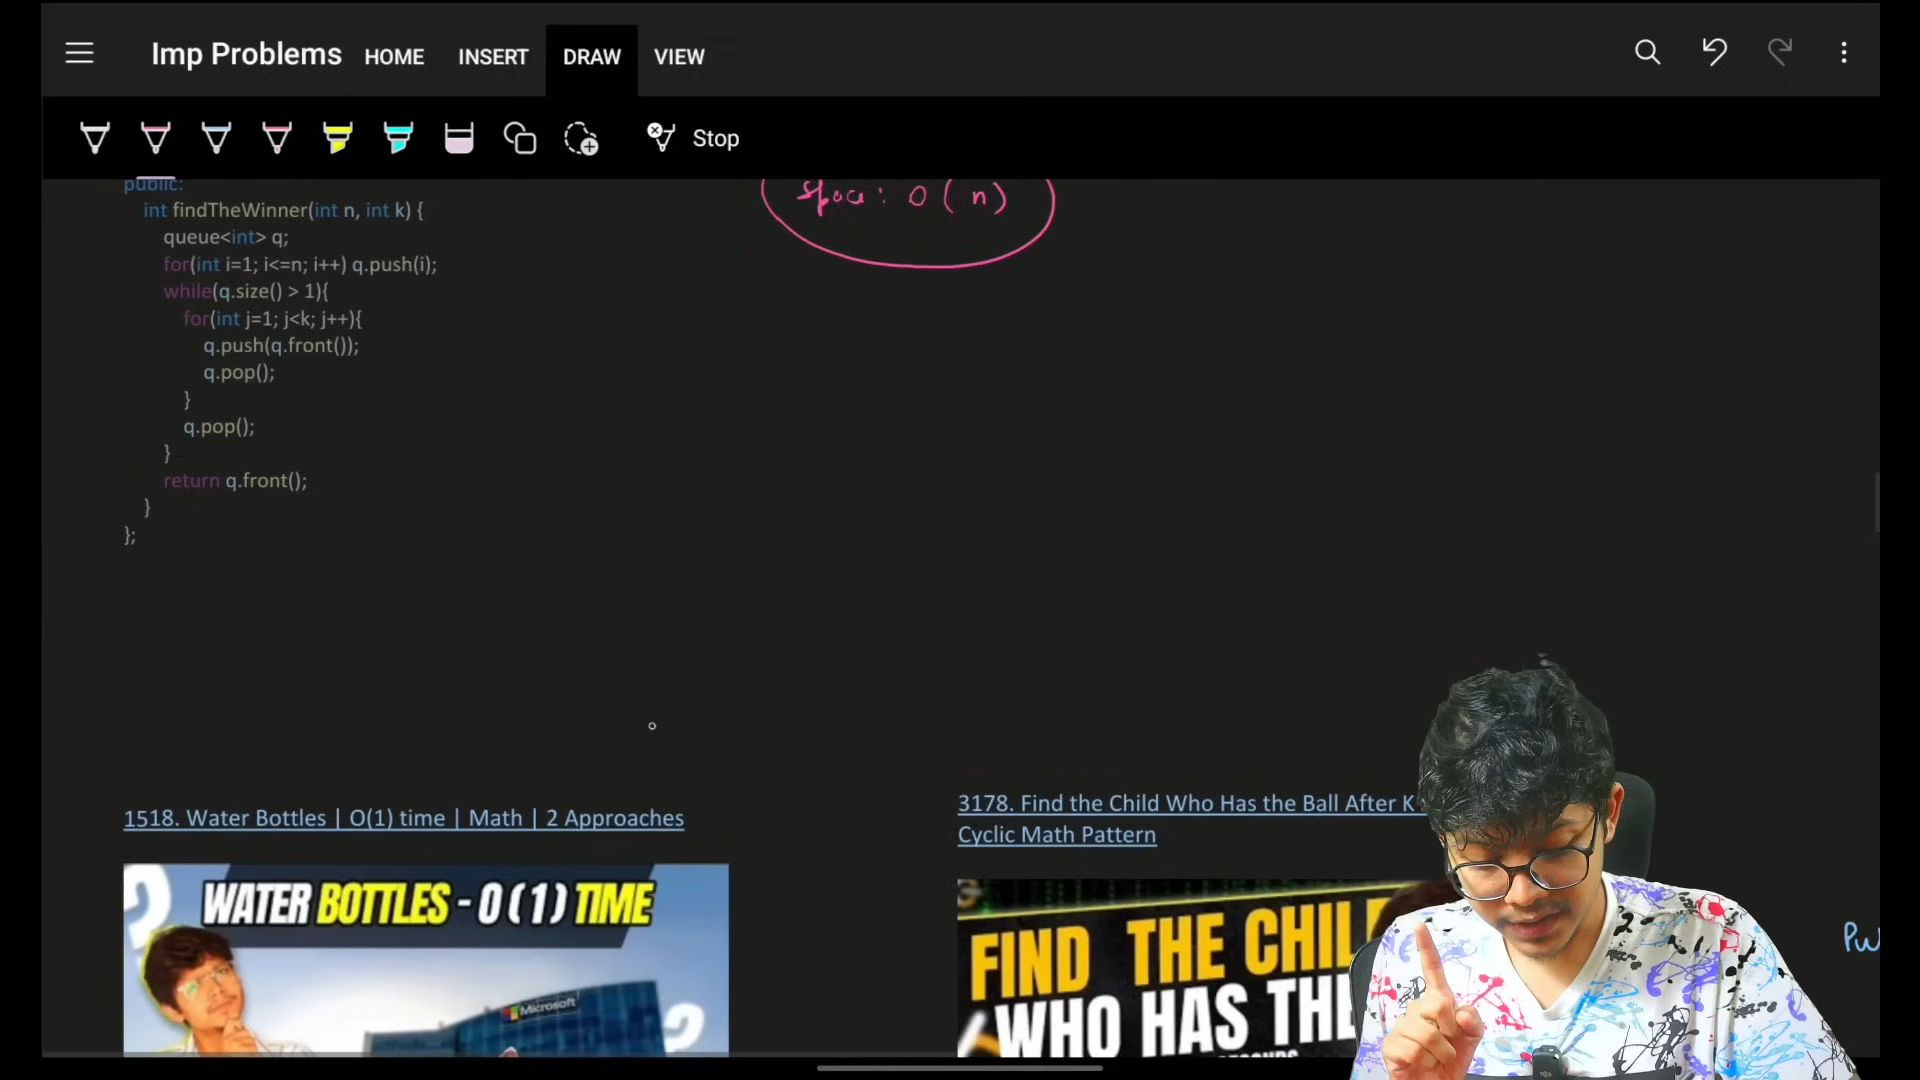 Imp Problems HOME INSERT DRAW VIEW
Stop
public:
int findTheWinner(int n, int k) {
queue<int> q;
for(int i=1; i<=n; i++) q.push(i);
while(q.size() > 1){
for(int j=1; j<k; j++){
q.push(q.front());
q.pop();
}
q.pop();
}
return q.front();
}
};
space: O ( n )
1518. Water Bottles | O(1) time | Math | 2 Approaches
WATER BOTTLES - O(1) TIME
Microsoft
3178. Find the Child Who Has the Ball After K
Cyclic Math Pattern
FIND THE CHIL
WHO HAS THE
Pw